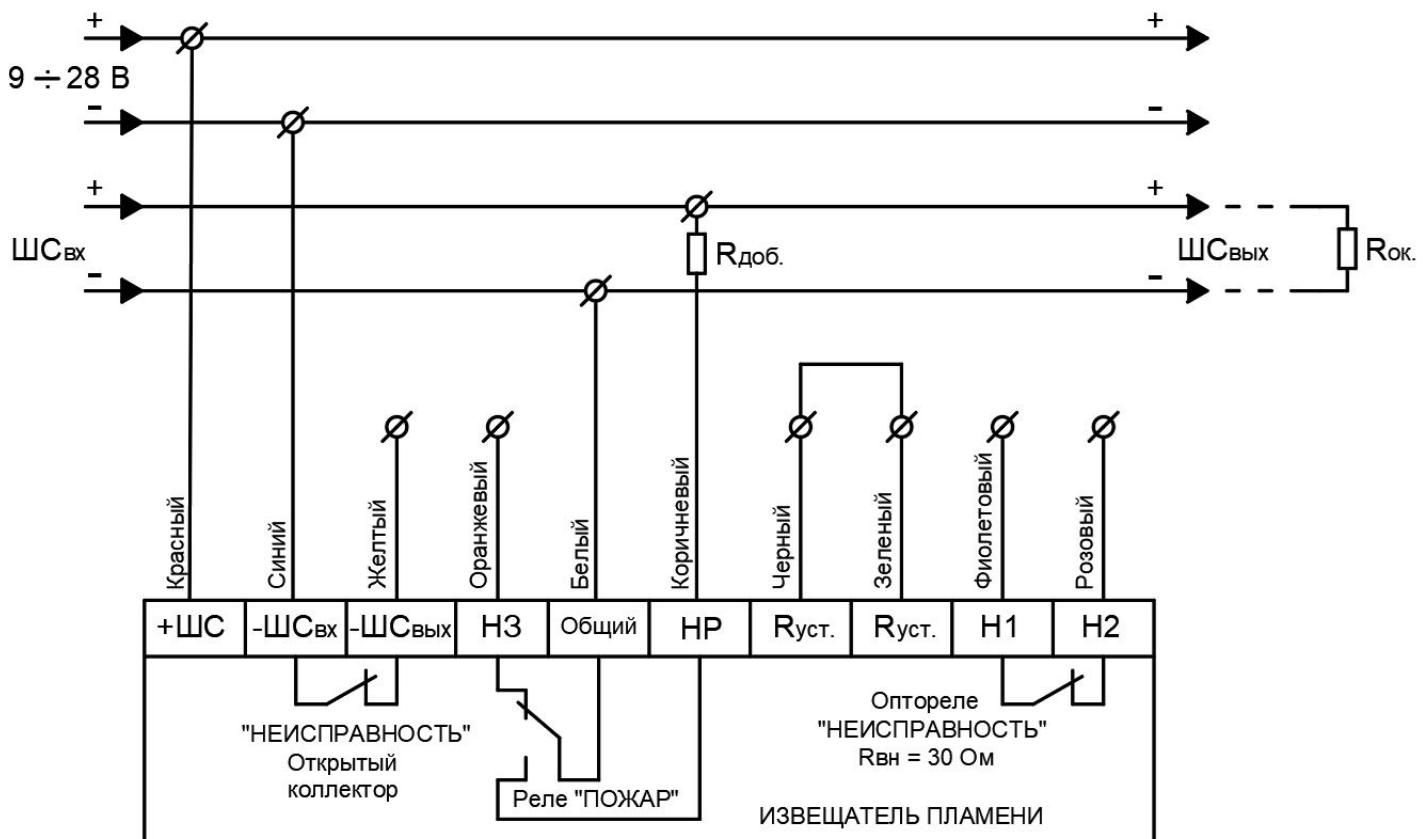 + +
9 ÷ 28 В
- -
+ +
ШСвх Rдоб. ШСвых Rок.
- -
Красный
Синий
Желтый
Оранжевый
Белый
Коричневый
Черный
Зеленый
Фиолетовый
Розовый
+ШС -ШСвх -ШСвых НЗ Общий НР Rуст. Rуст. Н1 Н2
"НЕИСПРАВНОСТЬ"
Открытый
коллектор
Реле "ПОЖАР"
Оптореле
"НЕИСПРАВНОСТЬ"
Rвн = 30 Ом
ИЗВЕЩАТЕЛЬ ПЛАМЕНИ